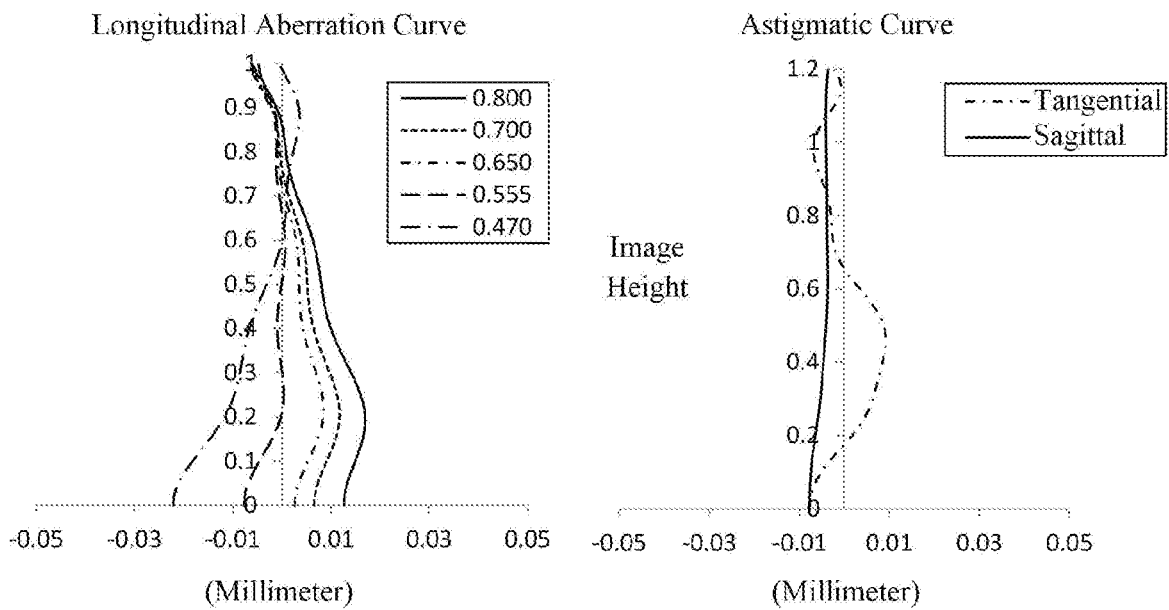 Longitudinal Aberration Curve
1
0.9
0.8
0.7
0.6
0.5
0.4
0.3
0.2
0.1
0
-0.05 -0.03 -0.01 0.01 0.03 0.05
(Millimeter)
0.800
0.700
0.650
0.555
0.470
Astigmatic Curve
1.2
1
0.8
0.6
0.4
0.2
0
Image
Height
-0.05 -0.03 -0.01 0.01 0.03 0.05
(Millimeter)
Tangential
Sagittal